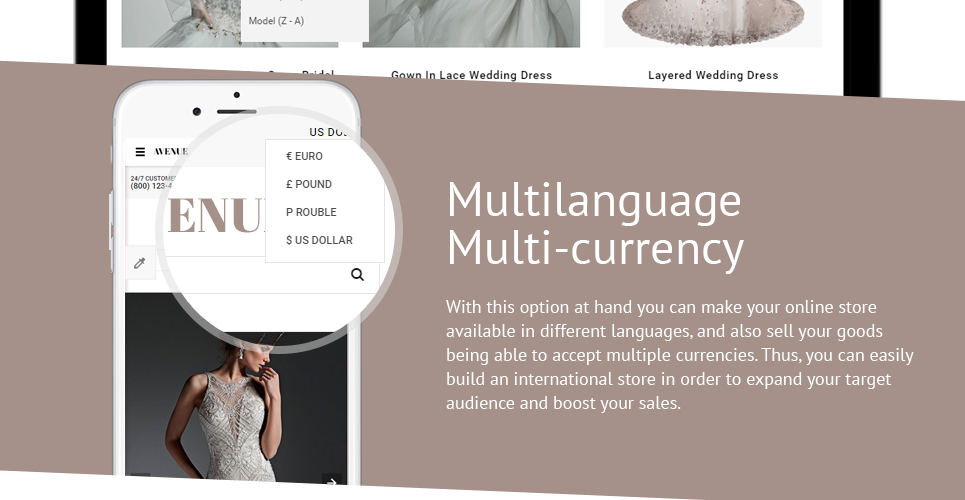 Model (Z - A)
Gown In Lace Wedding Dress
Layered Wedding Dress
US DOL
AVENUE
24/7 CUSTOME
(800) 123-4
ENU
€ EURO
£ POUND
P ROUBLE
$ US DOLLAR
Multilanguage
Multi-currency
With this option at hand you can make your online store
available in different languages, and also sell your goods
being able to accept multiple currencies. Thus, you can easily
build an international store in order to expand your target
audience and boost your sales.